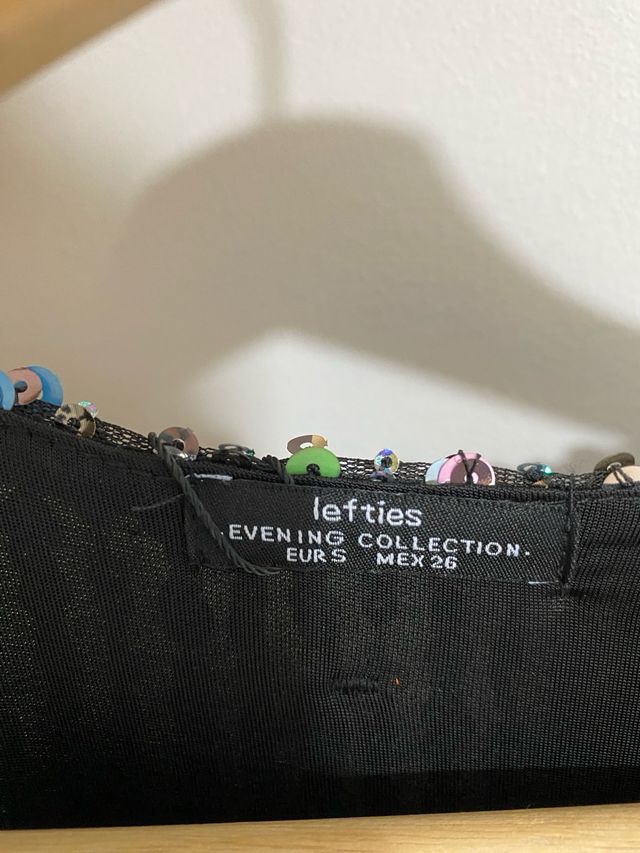 lefties
EVENING COLLECTION.
EUR S MEX 26